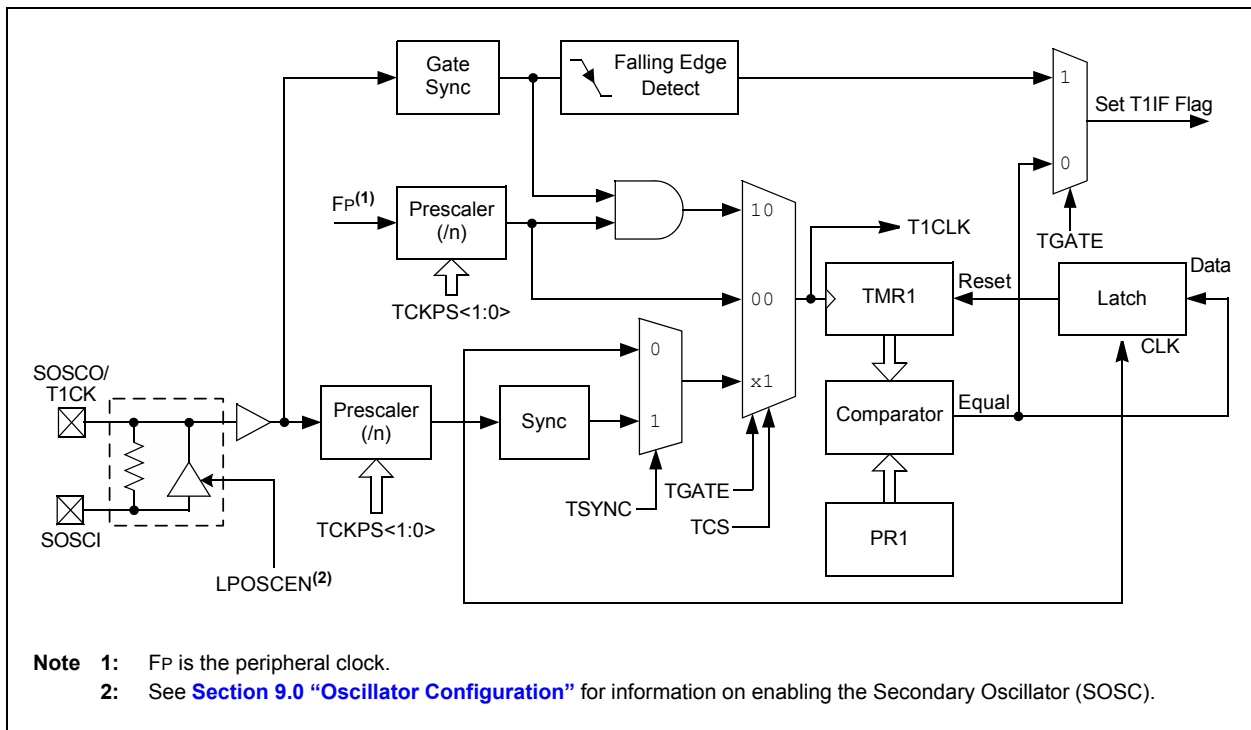 Gate
Sync
Falling Edge
Detect
1
Set T1IF Flag
0
FP(1)
Prescaler
(/n)
10
T1CLK
TGATE
Data
TCKPS<1:0>
00
TMR1
Reset
Latch
CLK
0
SOSCO/
T1CK
x1
Prescaler
(/n)
Sync
1
Comparator
Equal
SOSCI
TCKPS<1:0>
TSYNC
TGATE
TCS
PR1
LPOSCEN(2)
Note 1: FP is the peripheral clock.
2: See Section 9.0 “Oscillator Configuration” for information on enabling the Secondary Oscillator (SOSC).